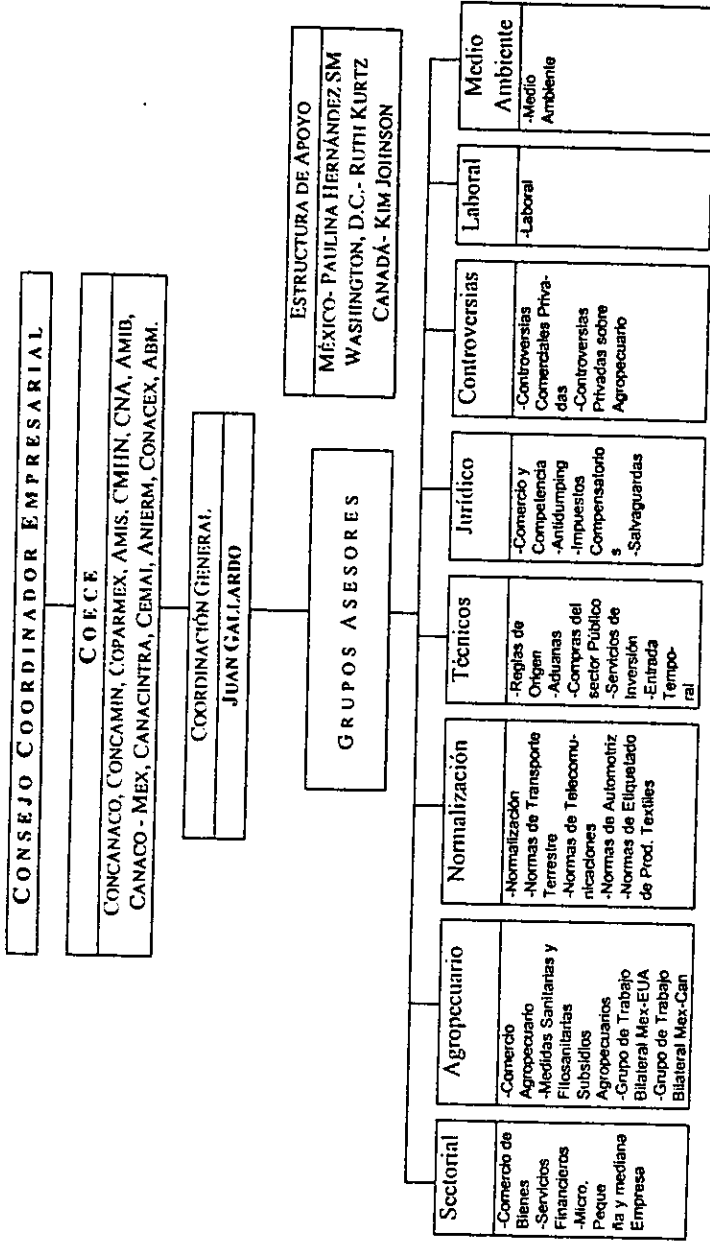 CONSEJO COORDINADOR EMPRESARIAL
COECE
CONCANACO, CONCAMIN, COPARMEX, AMIS, CMHN, CNA, AMIB,
CANACO - MEX, CANACINTRA, CEMAI, ANIERM, CONACEX, ABM.
COORDINACIÓN GENERAL
JUAN GALLARDO
ESTRUCTURA DE APOYO
MÉXICO- PAULINA HERNÁNDEZ SM
WASHINGTON, D.C.- RUTH KURTZ
CANADÁ- KIM JOHNSON
GRUPOS ASESORES
Sectorial
-Comercio de
Bienes
-Servicios
Financieros
-Micro,
Peque
ña y mediana
Empresa
Agropecuario
-Comercio
Agropecuario
-Medidas Sanitarias y
Fitosanitarias
Subsidios
Agropecuarios
-Grupo de Trabajo
Bilateral Mex-EUA
-Grupo de Trabajo
Bilateral Mex-Can
Normalización
-Normalización
-Normas de Transporte
Terrestre
-Normas de Telecomu-
nicaciones
-Normas de Automotriz
-Normas de Etiquetado
de Prod. Textiles
Técnicos
-Reglas de
Origen
-Aduanas
-Compras del
sector Público
-Servicios de
Inversión
-Entrada
Tempo-
ral
Jurídico
-Comercio y
Competencia
-Antidumping
-Impuestos
Compensatorio
s
-Salvaguardas
Controversias
-Controversias
Comerciales Priva-
das
-Controversias
Privadas sobre
Agropecuario
Laboral
-Laboral
Medio
Ambiente
-Medio
Ambiente